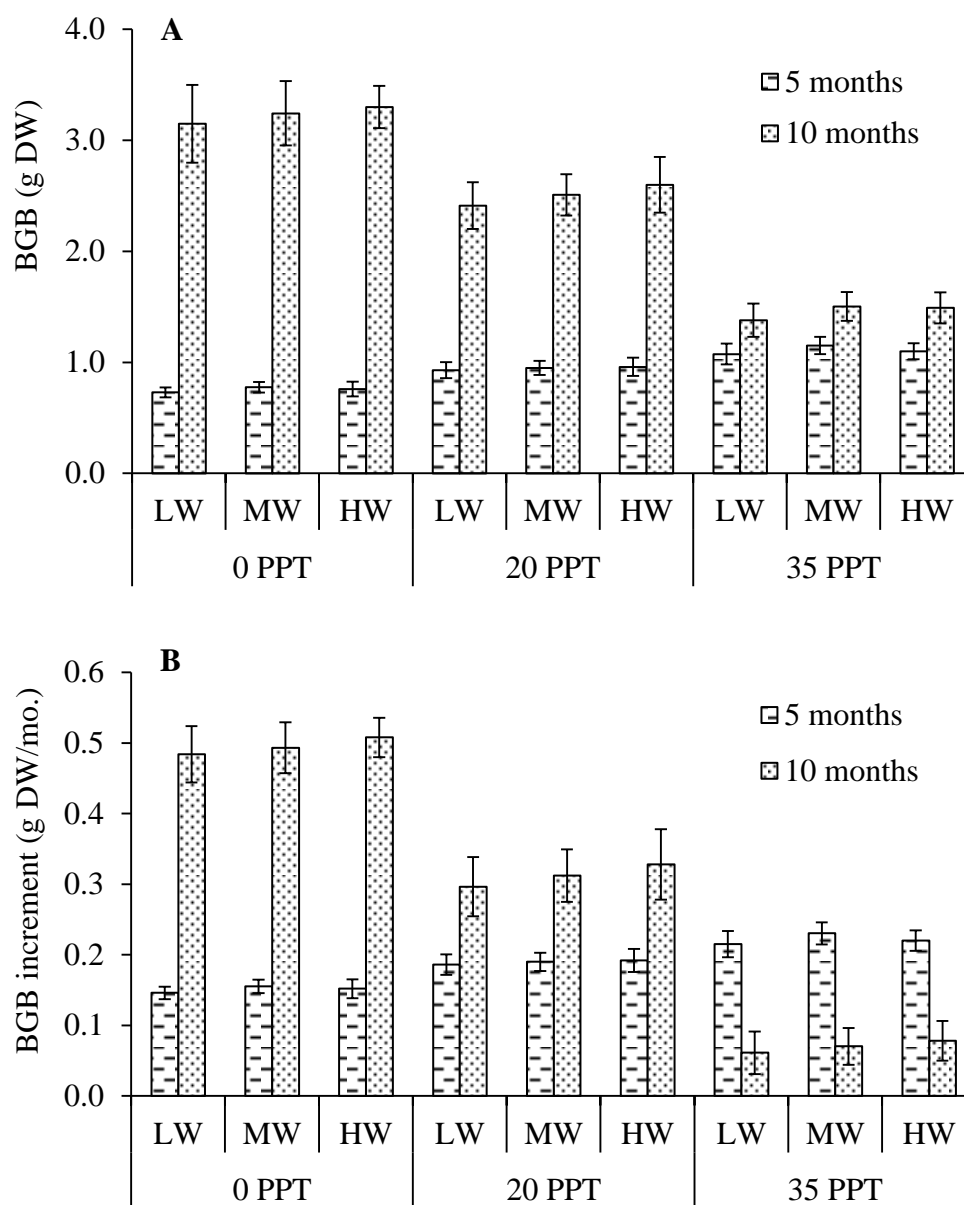 A
BGB (g DW)
4.0
3.0
2.0
1.0
0.0
5 months
10 months
LW MW HW LW MW HW LW MW HW
0 PPT 20 PPT 35 PPT
B
BGB increment (g DW/mo.)
0.6
0.5
0.4
0.3
0.2
0.1
0.0
5 months
10 months
LW MW HW LW MW HW LW MW HW
0 PPT 20 PPT 35 PPT